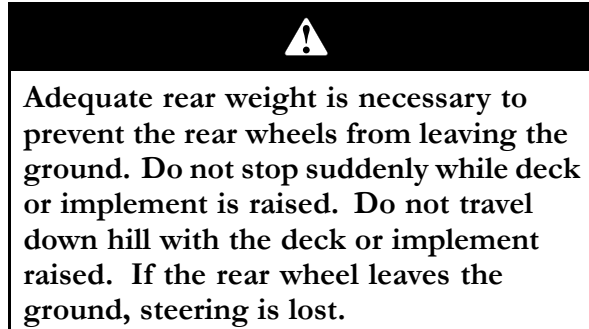 Adequate rear weight is necessary to
prevent the rear wheels from leaving the
ground. Do not stop suddenly while deck
or implement is raised.  Do not travel
down hill with the deck or implement
raised.  If the rear wheel leaves the
ground, steering is lost.